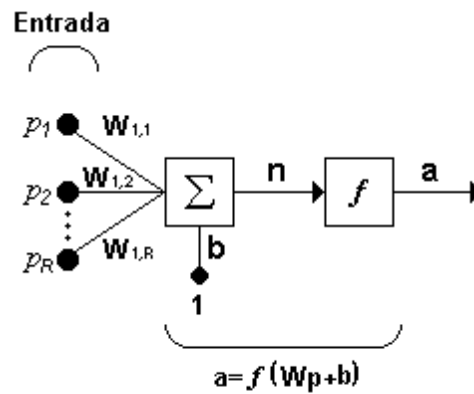 Entrada
p1 W1,1
p2 W1,2 Σ n f a
pR W1,R b
1
a=f(Wp+b)